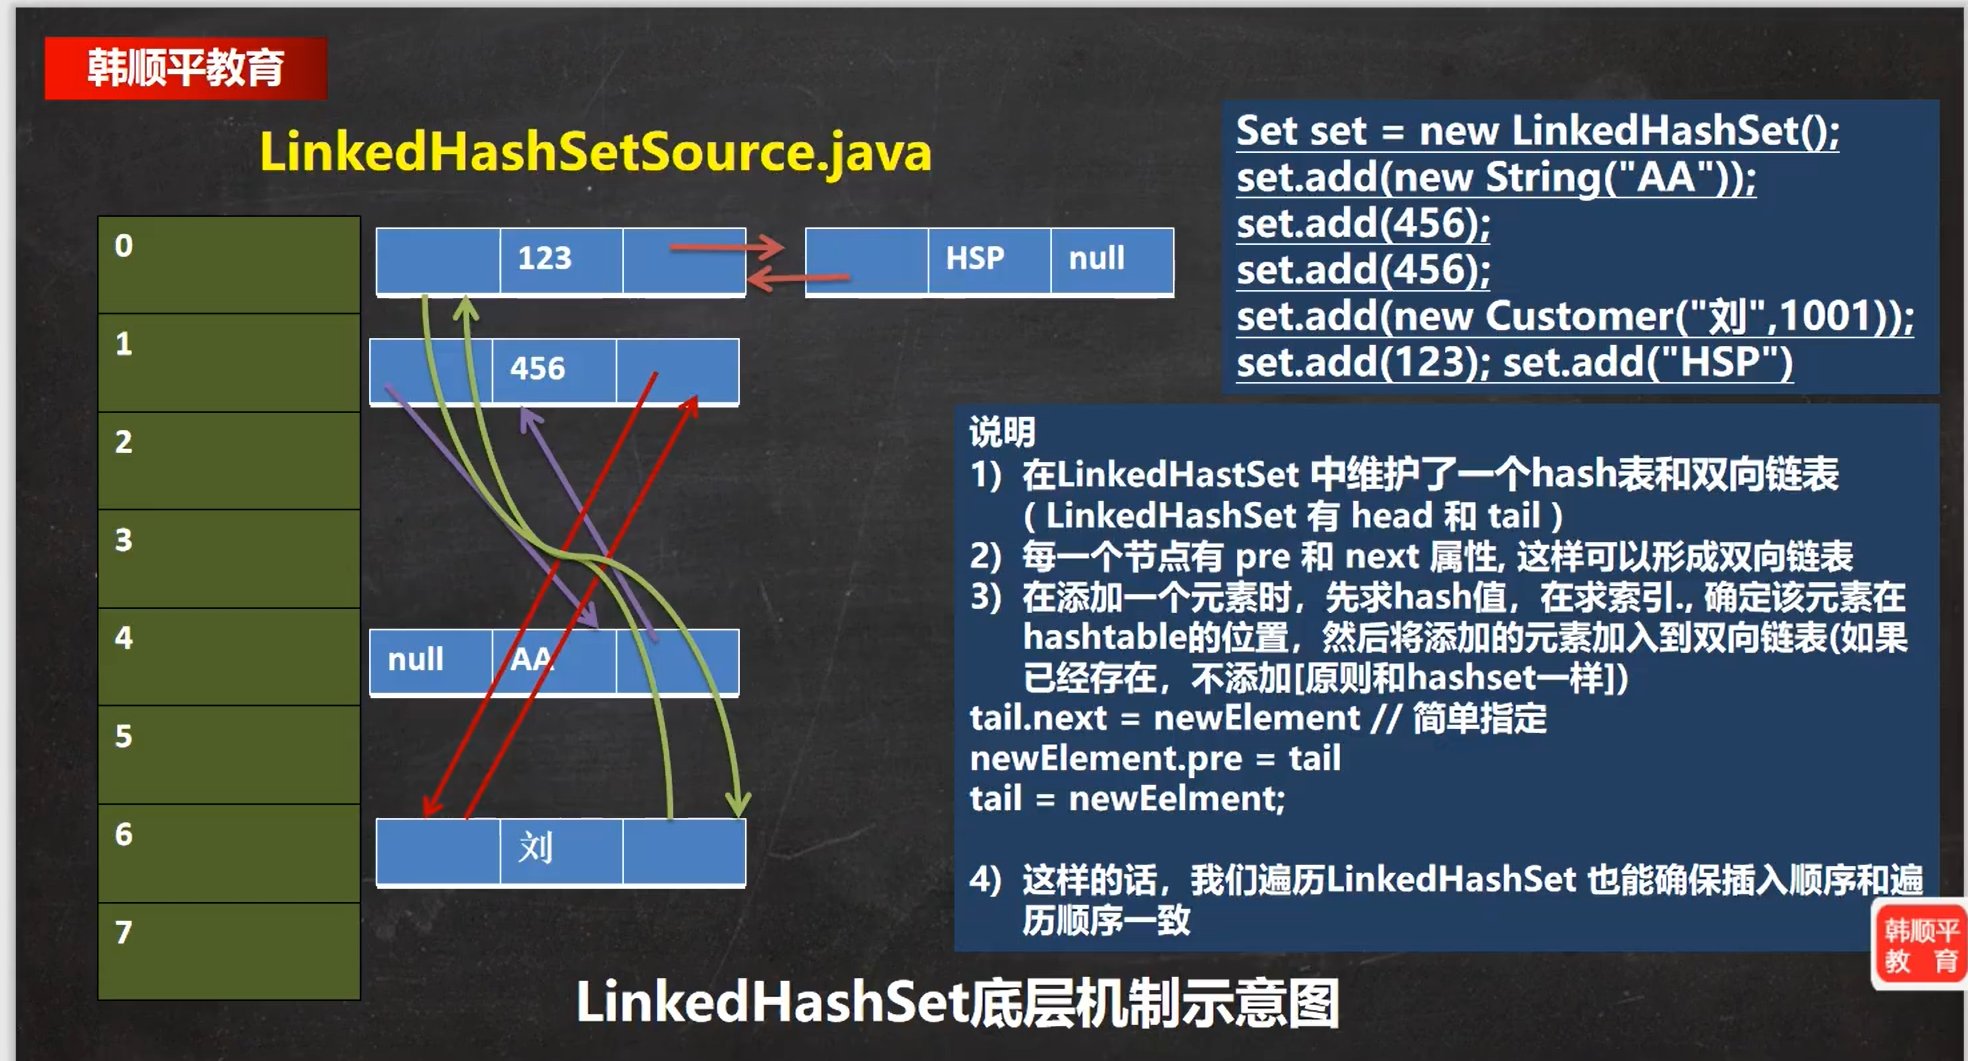 韩顺平教育
LinkedHashSetSource.java
Set set = new LinkedHashSet();
set.add(new String("AA"));
set.add(456);
set.add(456);
set.add(new Customer("刘",1001));
set.add(123); set.add("HSP")
0
123
HSP
null
1
456
2
3
4
null
AA
5
6
刘
7
说明
1) 在LinkedHastSet 中维护了一个hash表和双向链表
( LinkedHashSet 有 head 和 tail )
2) 每一个节点有 pre 和 next 属性, 这样可以形成双向链表
3) 在添加一个元素时，先求hash值，在求索引., 确定该元素在
hashtable的位置，然后将添加的元素加入到双向链表(如果
已经存在，不添加[原则和hashset一样])
tail.next = newElement // 简单指定
newElement.pre = tail
tail = newEelment;
4) 这样的话，我们遍历LinkedHashSet 也能确保插入顺序和遍
历顺序一致
韩顺平
教 育
LinkedHashSet底层机制示意图